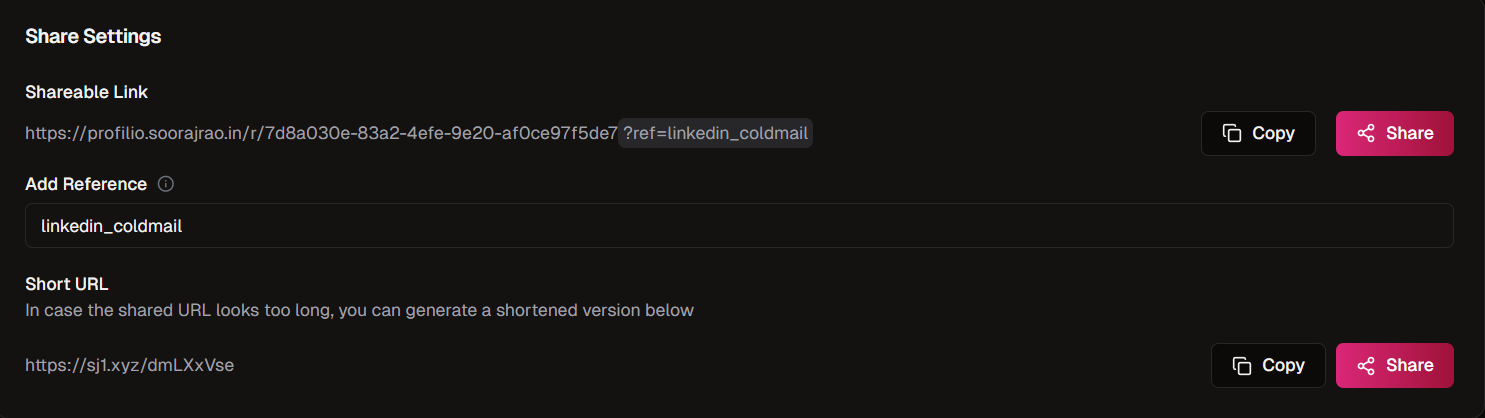 Share Settings
Shareable Link
https://profilio.soorajrao.in/r/7d8a030e-83a2-4efe-9e20-af0ce97f5de7?ref=linkedin_coldmail
Copy
Share
Add Reference
linkedin_coldmail
Short URL
In case the shared URL looks too long, you can generate a shortened version below
https://sj1.xyz/dmLXxVse
Copy
Share